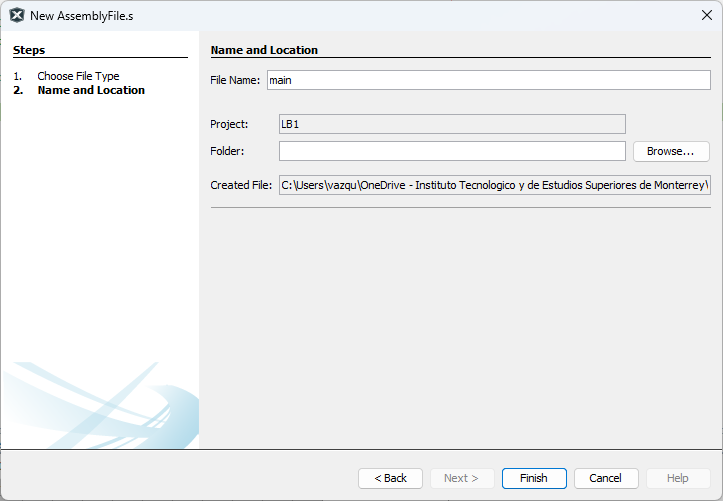 New AssemblyFile.s
Steps
1. Choose File Type
2. Name and Location
Name and Location
File Name: main
Project: LB1
Folder:
Browse...
Created File: C:\Users\vazqu\OneDrive - Instituto Tecnologico y de Estudios Superiores de Monterrey\
< Back
Next >
Finish
Cancel
Help